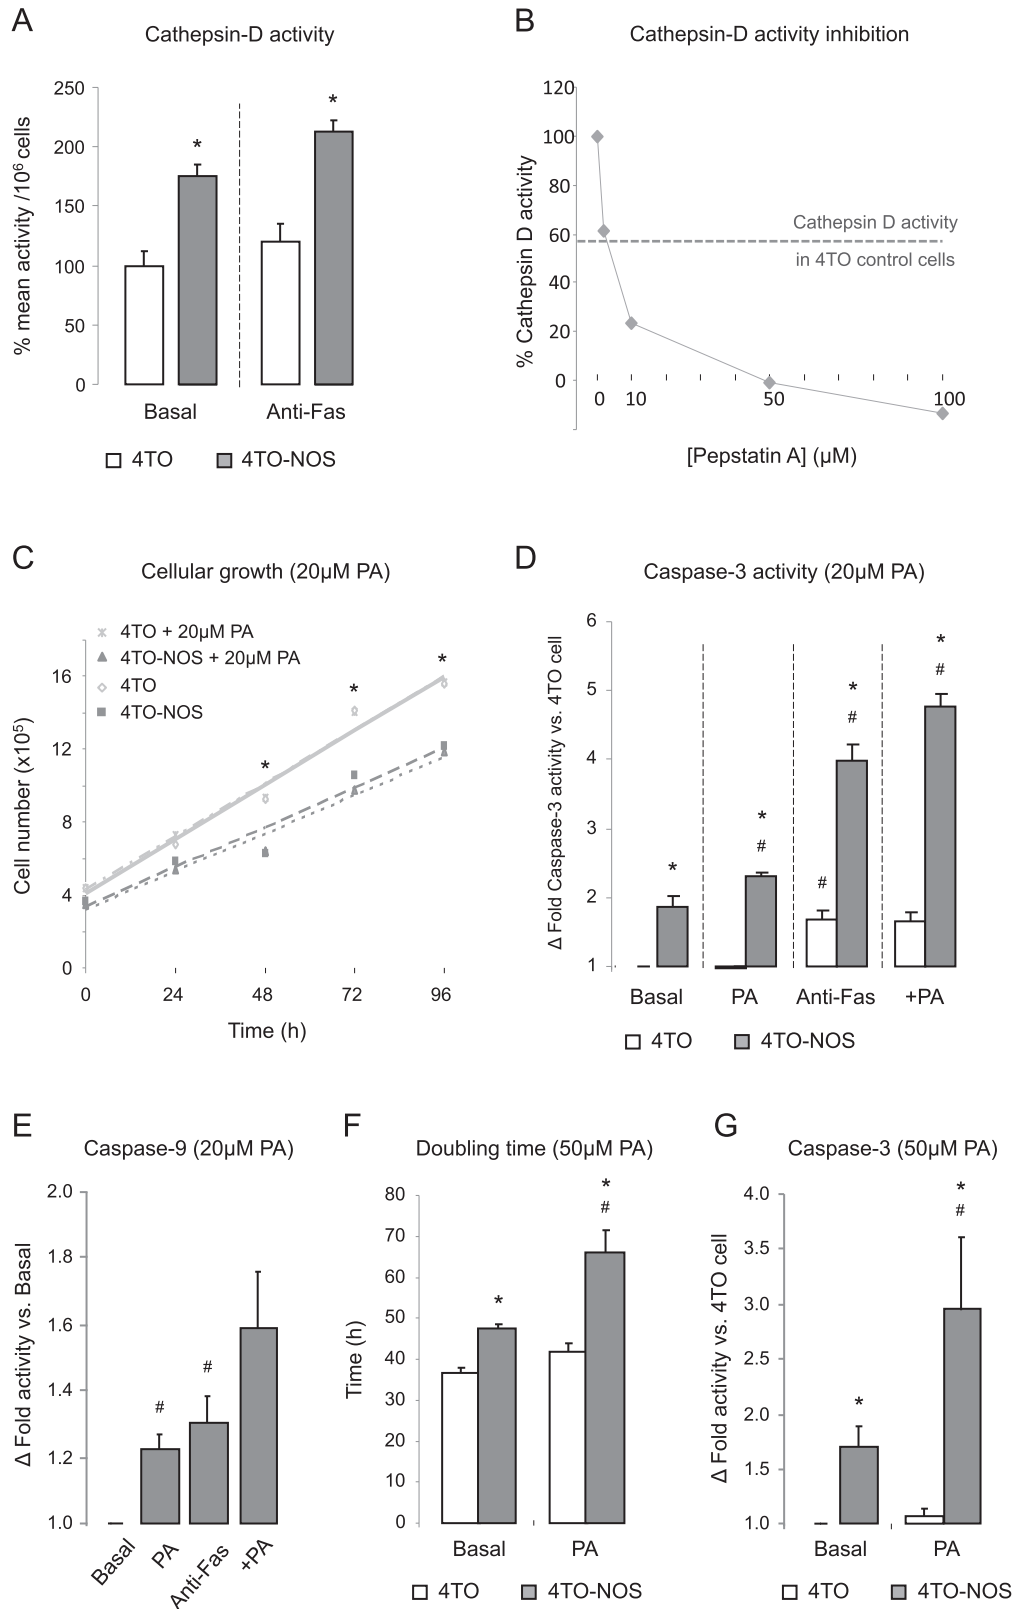 A
Cathepsin-D activity
% mean activity /10⁶ cells
250
200
150
100
50
0
*
*
Basal
Anti-Fas
4TO
4TO-NOS
B
Cathepsin-D activity inhibition
% Cathepsin D activity
120
100
80
60
40
20
0
Cathepsin D activity
in 4TO control cells
0
10
50
100
[Pepstatin A] (µM)
C
Cellular growth (20µM PA)
4TO + 20µM PA
4TO-NOS + 20µM PA
4TO
4TO-NOS
Cell number (x10⁵)
16
12
8
4
0
*
*
*
0
24
48
72
96
Time (h)
D
Caspase-3 activity (20µM PA)
Δ Fold Caspase-3 activity vs. 4TO cell
6
5
4
3
2
1
*
*
#
#
*
#
*
#
Basal
PA
Anti-Fas
+PA
4TO
4TO-NOS
E
Caspase-9 (20µM PA)
Δ Fold activity vs. Basal
2.0
1.8
1.6
1.4
1.2
1.0
#
#
Basal
PA
Anti-Fas
+PA
F
Doubling time (50µM PA)
Time (h)
80
70
60
50
40
30
20
10
0
*
*
#
Basal
PA
4TO
4TO-NOS
G
Caspase-3 (50µM PA)
Δ Fold activity vs. 4TO cell
4.0
3.5
3.0
2.5
2.0
1.5
1.0
*
*
#
Basal
PA
4TO
4TO-NOS